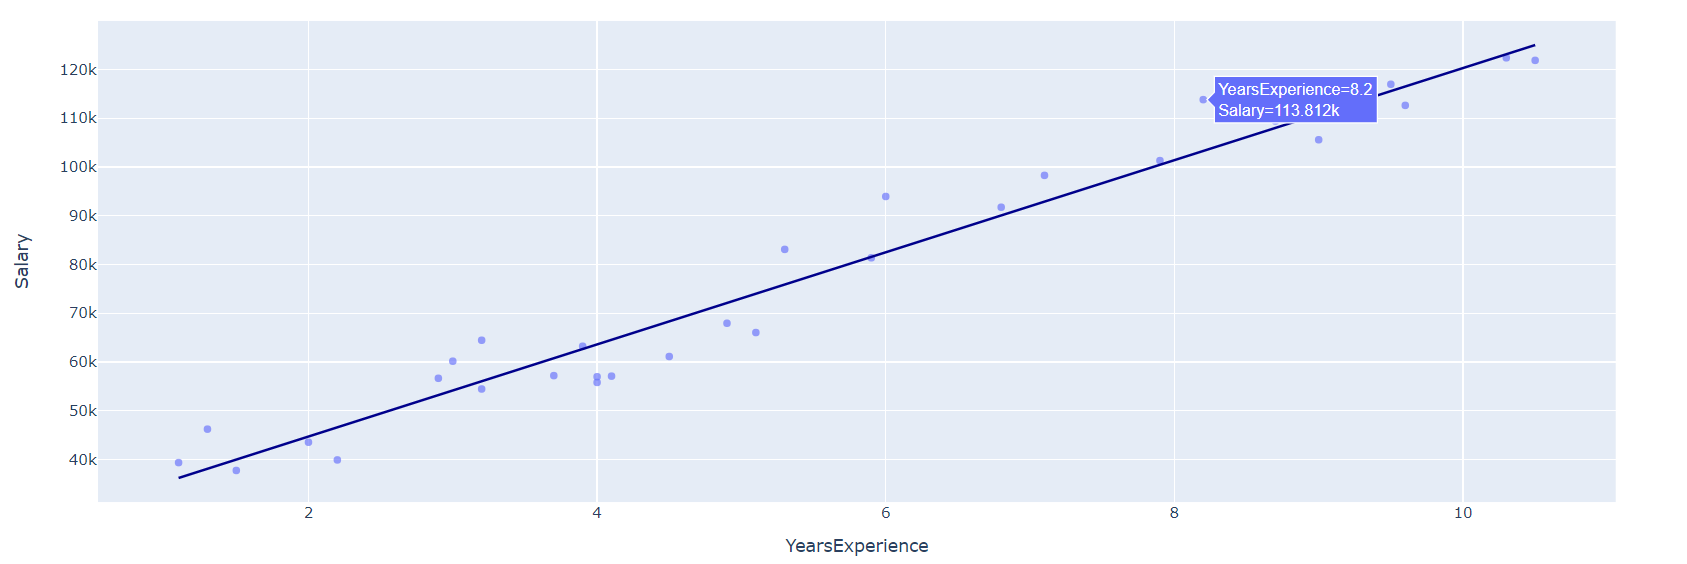 120k
110k
100k
90k
80k
70k
60k
50k
40k
Salary
YearsExperience=8.2
Salary=113.812k
2
4
6
8
10
YearsExperience